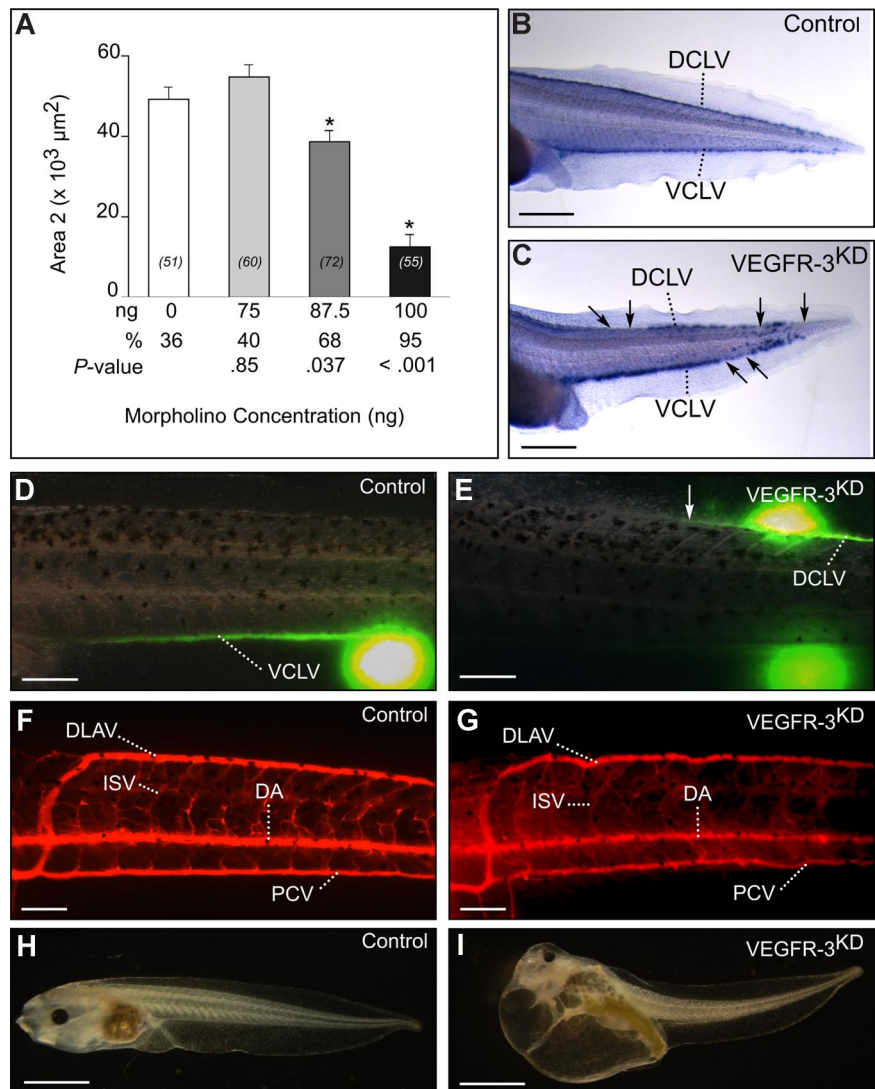 A
60
40
20
0
Area 2 (x 10³ µm²)
(51)
(60)
*
(72)
*
(55)
ng 0 75 87.5 100
% 36 40 68 95
P-value .85 .037 < .001
Morpholino Concentration (ng)
B
Control
DCLV
VCLV
C
VEGFR-3KD
DCLV
VCLV
D
Control
VCLV
E
VEGFR-3KD
DCLV
F
Control
DLAV
ISV
DA
PCV
G
VEGFR-3KD
DLAV
ISV
DA
PCV
H
Control
I
VEGFR-3KD